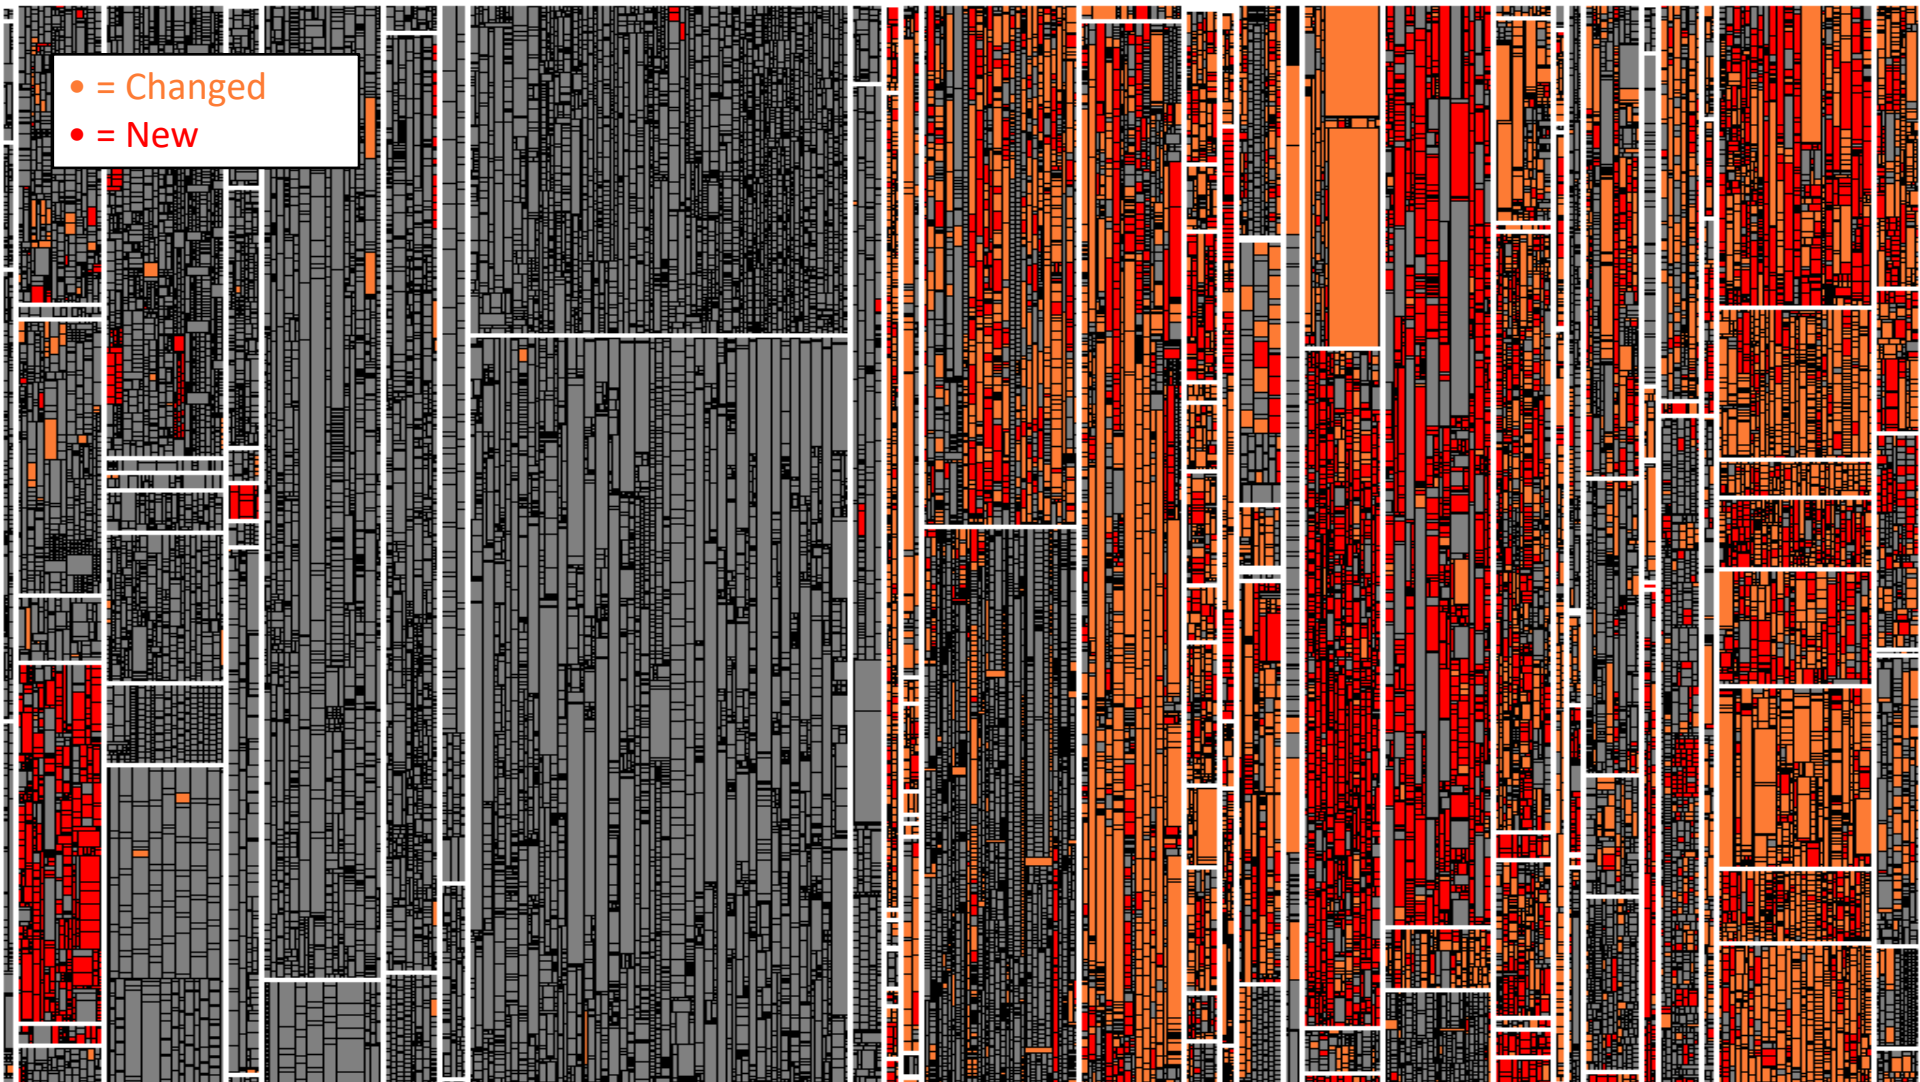 • = Changed
• = New